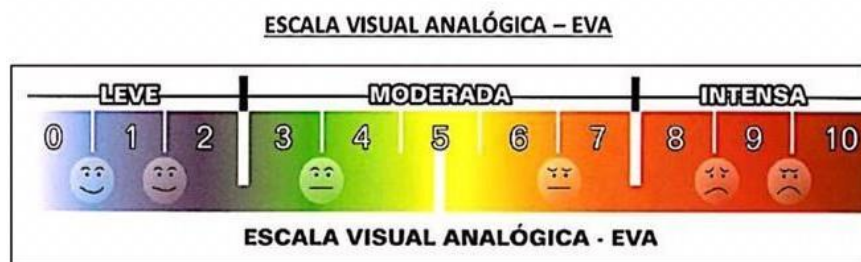 ESCALA VISUAL ANALÓGICA – EVA
LEVE MODERADA INTENSA
0 1 2 3 4 5 6 7 8 9 10
ESCALA VISUAL ANALÓGICA - EVA